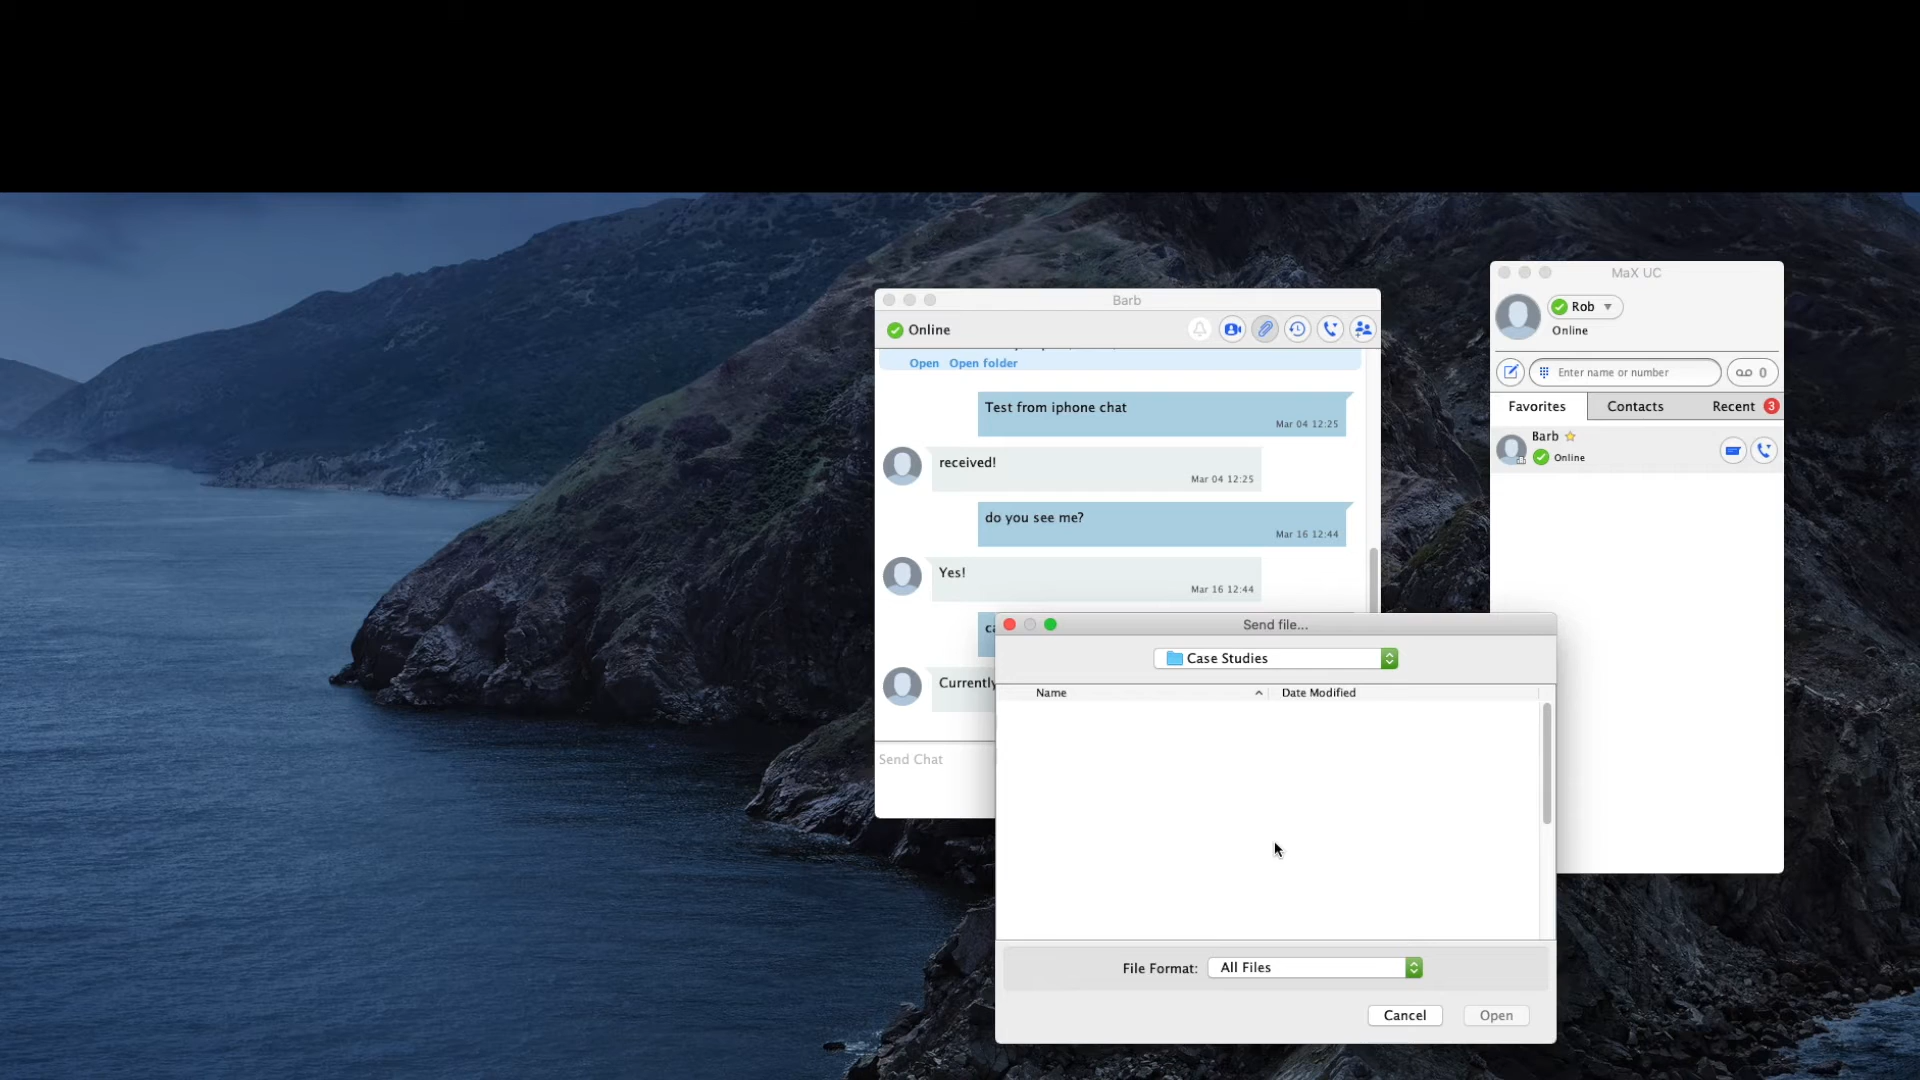 MaX UC
Rob
Online
Enter name or number
0
Favorites
Contacts
Recent 3
Barb
Online
Barb
Online
Open Open folder
Test from iphone chat
Mar 04 12:25
received!
Mar 04 12:25
do you see me?
Mar 16 12:44
Yes!
Mar 16 12:44
Currently
Send Chat
Send file...
Case Studies
Name
Date Modified
File Format: All Files
Cancel
Open